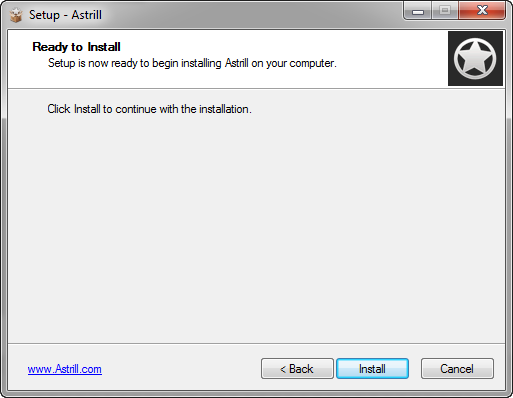 Setup - Astrill
Ready to Install
Setup is now ready to begin installing Astrill on your computer.
Click Install to continue with the installation.
www.Astrill.com
< Back
Install
Cancel